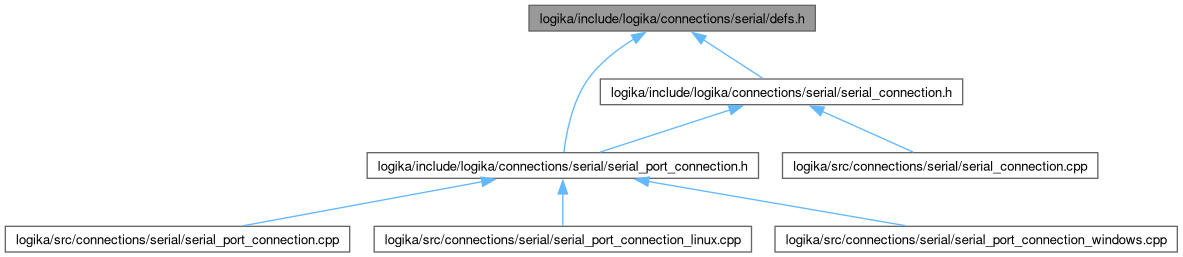 logika/include/logika/connections/serial/defs.h
logika/include/logika/connections/serial/serial_connection.h
logika/include/logika/connections/serial/serial_port_connection.h
logika/src/connections/serial/serial_connection.cpp
logika/src/connections/serial/serial_port_connection.cpp
logika/src/connections/serial/serial_port_connection_linux.cpp
logika/src/connections/serial/serial_port_connection_windows.cpp